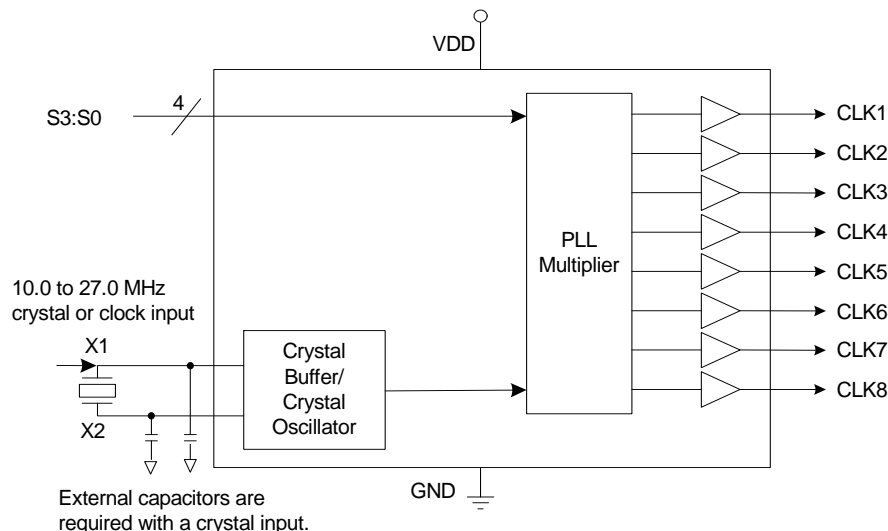 VDD
S3:S0
4
CLK1
CLK2
CLK3
CLK4
CLK5
CLK6
CLK7
CLK8
PLL
Multiplier
10.0 to 27.0 MHz
crystal or clock input
X1
X2
Crystal
Buffer/
Crystal
Oscillator
GND
External capacitors are
required with a crystal input.